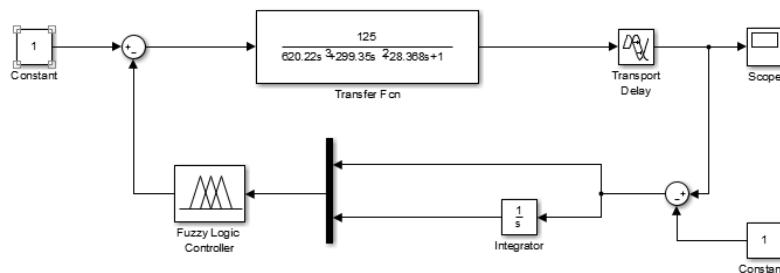 1
Constant
+
-
125
620.22s^3+299.35s^2+28.368s+1
Transfer Fcn
Transport
Delay
Scope
Fuzzy Logic
Controller
1
s
Integrator
+
-
1
Constant